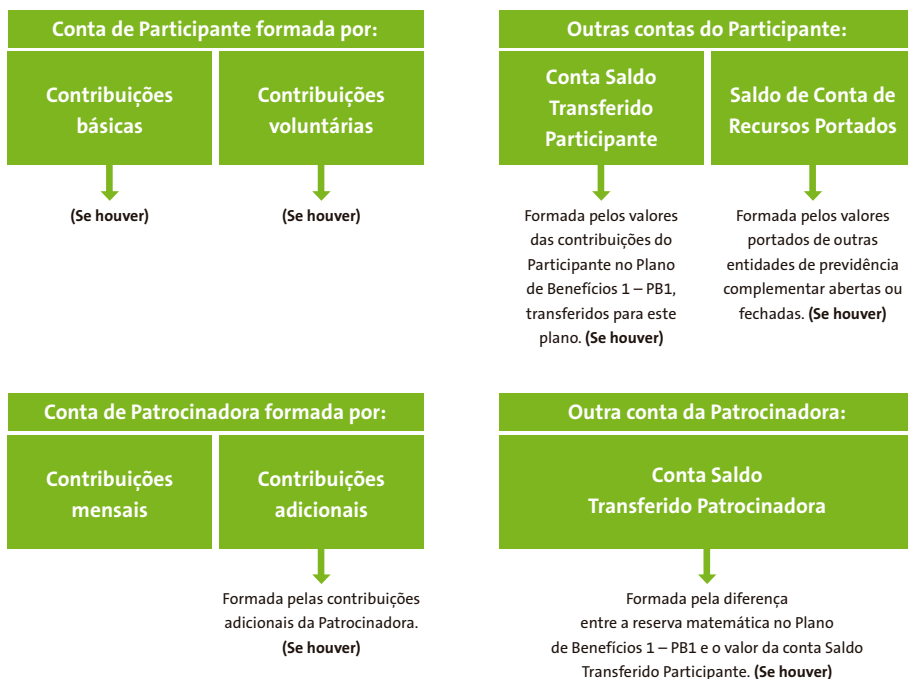 Conta de Participante formada por:
Contribuições
básicas
(Se houver)
Contribuições
voluntárias
(Se houver)
Outras contas do Participante:
Conta Saldo
Transferido
Participante
Formada pelos valores
das contribuições do
Participante no Plano
de Benefícios 1 – PB1,
transferidos para este
plano. (Se houver)
Saldo de Conta de
Recursos Portados
Formada pelos valores
portados de outras
entidades de previdência
complementar abertas ou
fechadas. (Se houver)
Conta de Patrocinadora formada por:
Contribuições
mensais
Contribuições
adicionais
Formada pelas contribuições
adicionais da Patrocinadora.
(Se houver)
Outra conta da Patrocinadora:
Conta Saldo
Transferido Patrocinadora
Formada pela diferença
entre a reserva matemática no Plano
de Benefícios 1 – PB1 e o valor da conta Saldo
Transferido Participante. (Se houver)